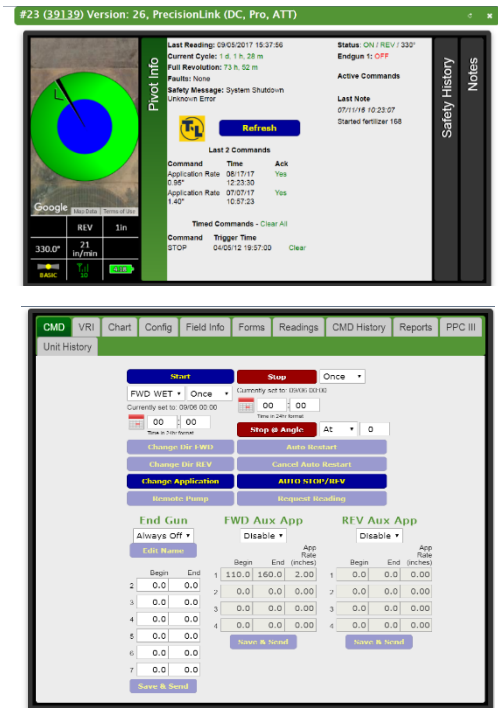 #23 (39139) Version: 26, PrecisionLink (DC, Pro, ATT)
Pivot Info
Last Reading: 09/05/2017 15:37:56
Current Cycle: 1 d, 1 h, 28 m
Full Revolution: 73 h, 52 m
Faults: None
Safety Message: System Shutdown
Unknown Error
Status: ON / REV / 330°
Endgun 1: OFF
Active Commands
Last Note
07/11/16 10:23:07
Started fertilizer 168
Safety History
Notes
T-L
Refresh
Last 2 Commands
Command Time Ack
Application Rate 08/17/17 Yes
0.95" 12:23:30
Application Rate 07/07/17 Yes
1.40" 10:57:23
Timed Commands - Clear All
Command Trigger Time
STOP 04/05/12 19:57:00 Clear
Google Map Data Terms of Use
REV 1in
330.0° 21
in/min
BASIC 10
CMD VRI Chart Config Field Info Forms Readings CMD History Reports PPC III
Unit History
Start Stop Once
FWD WET Once Currently set to: 09/06 00:00
Currently set to: 09/06 00:00 00 : 00
00 : 00 Time in 24hr format
Time in 24hr format Stop @ Angle At 0
Change Dir FWD Auto Restart
Change Dir REV Cancel Auto Restart
Change Application AUTO STOP/REV
Remote Pump Request Reading
End Gun FWD Aux App REV Aux App
Always Off Disable Disable
Edit Name
Begin End
2 0.0 0.0
3 0.0 0.0
4 0.0 0.0
5 0.0 0.0
6 0.0 0.0
7 0.0 0.0
Save & Send
Begin End App Rate (inches)
1 110.0 160.0 2.00
2 0.0 0.0 0.00
3 0.0 0.0 0.00
4 0.0 0.0 0.00
Save & Send
Begin End App Rate (inches)
1 0.0 0.0 0.00
2 0.0 0.0 0.00
3 0.0 0.0 0.00
4 0.0 0.0 0.00
Save & Send